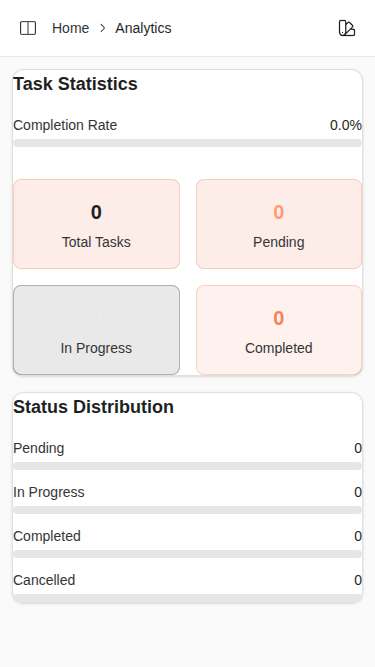 Home > Analytics
Task Statistics
Completion Rate 0.0%
0
Total Tasks
0
Pending
In Progress
0
Completed
Status Distribution
Pending 0
In Progress 0
Completed 0
Cancelled 0